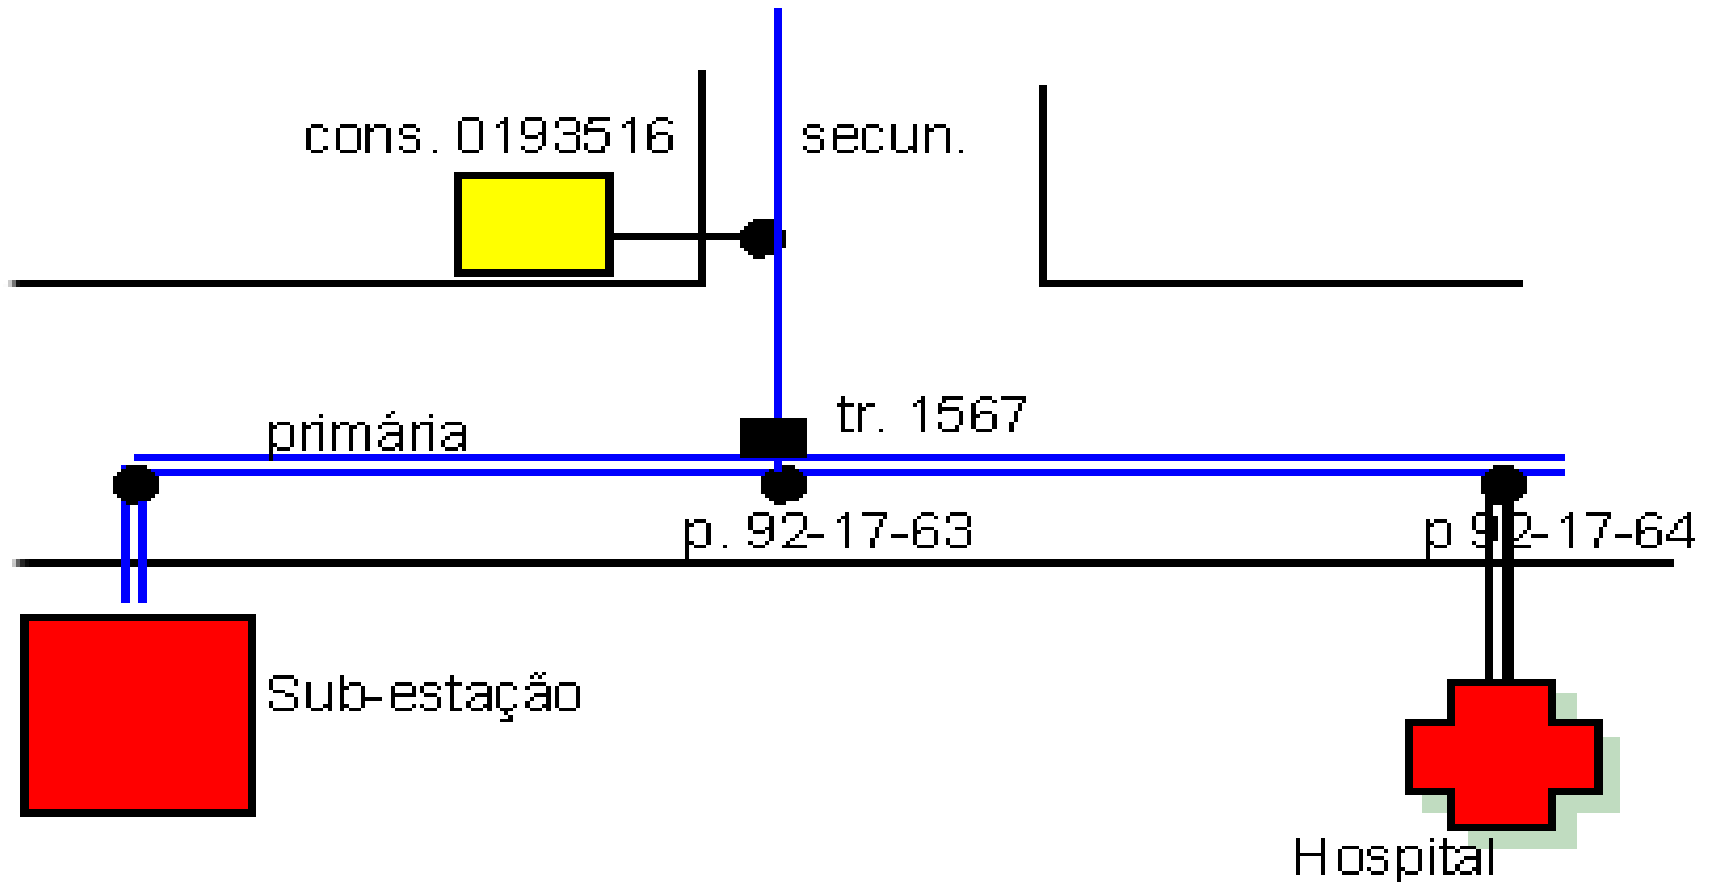 cons. 0193516
secun.
tr. 1567
primária
p. 92-17-63
p 92-17-64
Sub-estação
Hospital